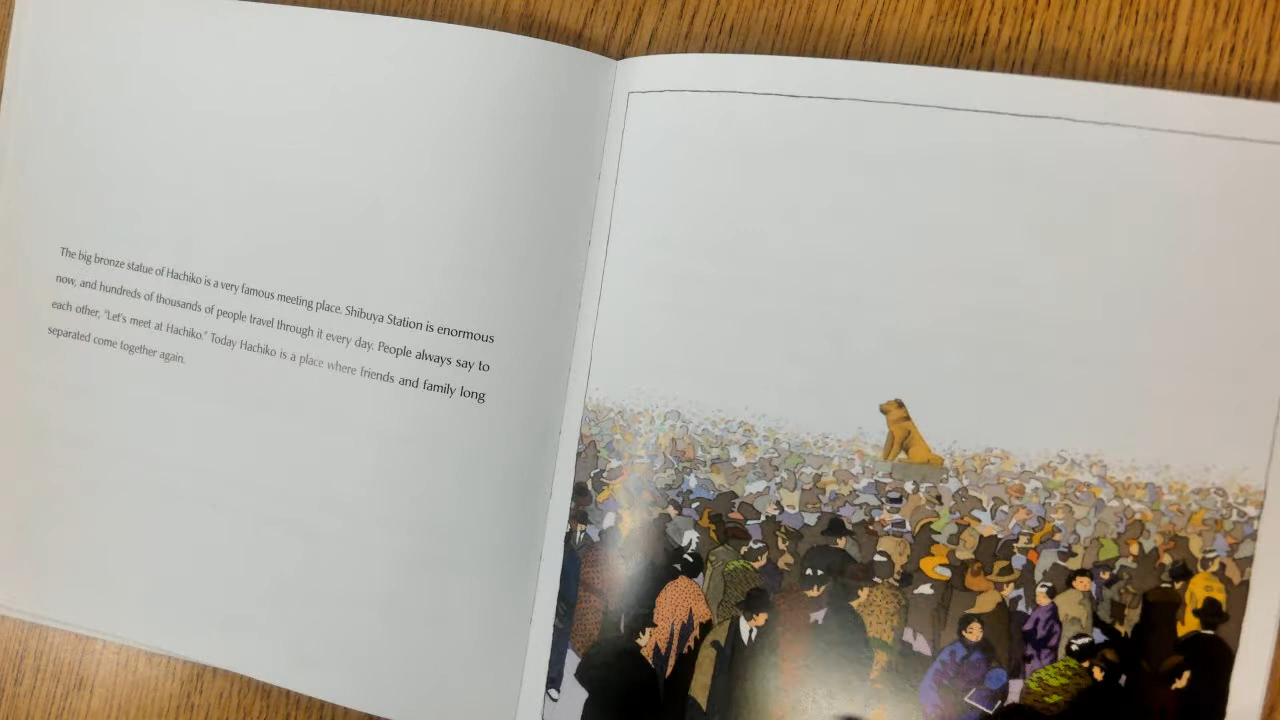 The big bronze statue of Hachiko is a very famous meeting place. Shibuya Station is enormous
now, and hundreds of thousands of people travel through it every day. People always say to
each other, "Let's meet at Hachiko." Today Hachiko is a place where friends and family long
separated come together again.